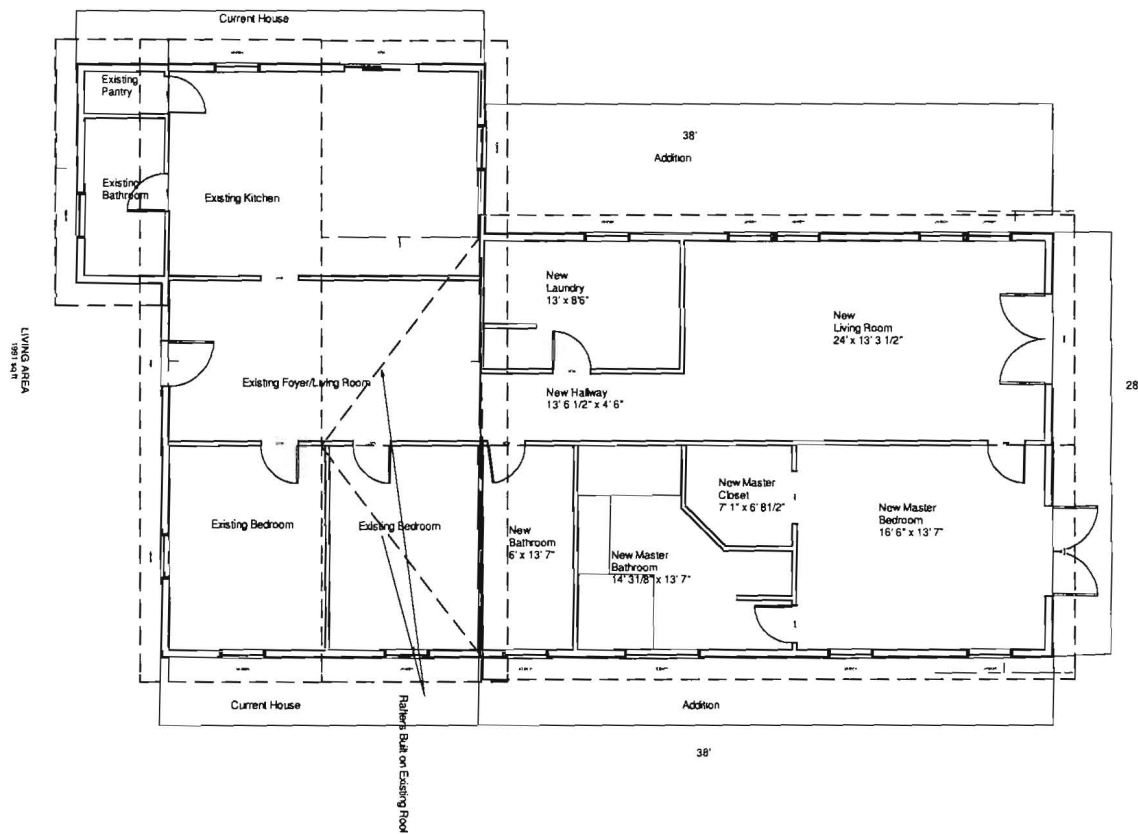 Current House
Existing
Pantry
Existing
Bathroom
Existing Kitchen
38'
Addition
New
Laundry
13' x 8'6"
New
Living Room
24' x 13' 3 1/2"
28
LIVING AREA
1991 sq ft
Existing Foyer/Living Room
New Hallway
13' 6 1/2" x 4' 6"
Existing Bedroom
Existing Bedroom
New
Bathroom
6' x 13' 7"
New Master
Closet
7' 1" x 6' 81/2"
New Master
Bathroom
14' 31/8" x 13' 7"
New Master
Bedroom
16' 6" x 13' 7"
Current House
Rafters Built on Existing Roof
Addition
38'